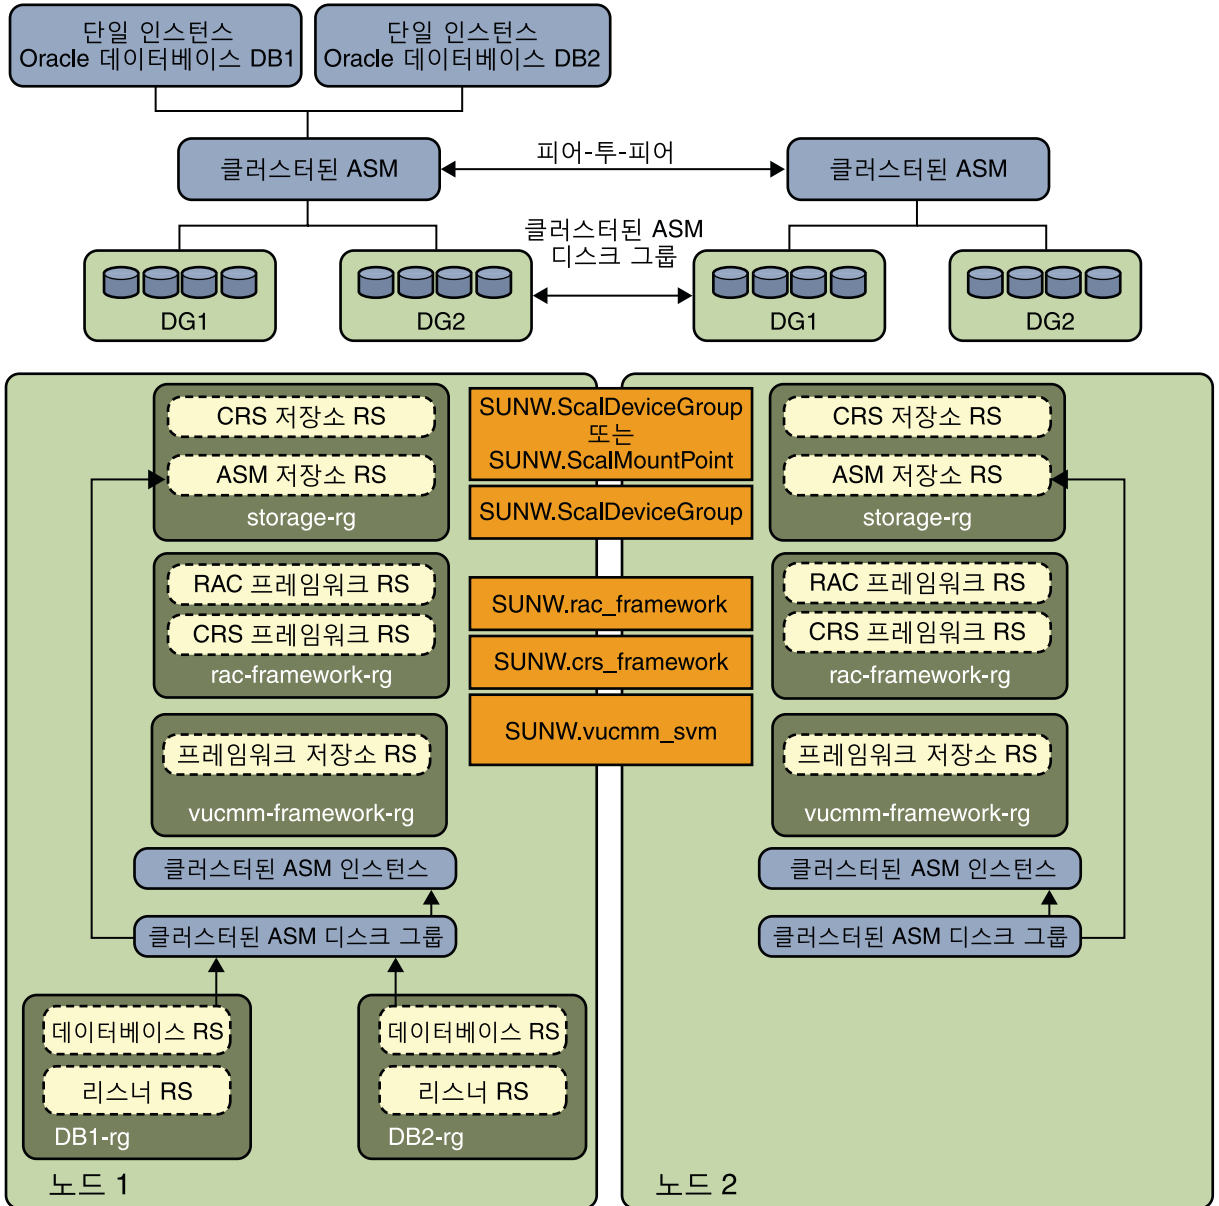 단일 인스턴스
Oracle 데이터베이스 DB1
단일 인스턴스
Oracle 데이터베이스 DB2
클러스터된 ASM
피어-투-피어
클러스터된 ASM
클러스터된 ASM
디스크 그룹
DG1
DG2
DG1
DG2
CRS 저장소 RS
ASM 저장소 RS
storage-rg
RAC 프레임워크 RS
CRS 프레임워크 RS
rac-framework-rg
프레임워크 저장소 RS
vucmm-framework-rg
클러스터된 ASM 인스턴스
클러스터된 ASM 디스크 그룹
데이터베이스 RS
리스너 RS
DB1-rg
데이터베이스 RS
리스너 RS
DB2-rg
노드 1
SUNW.ScalDeviceGroup
또는
SUNW.ScalMountPoint
SUNW.ScalDeviceGroup
SUNW.rac_framework
SUNW.crs_framework
SUNW.vucmm_svm
CRS 저장소 RS
ASM 저장소 RS
storage-rg
RAC 프레임워크 RS
CRS 프레임워크 RS
rac-framework-rg
프레임워크 저장소 RS
vucmm-framework-rg
클러스터된 ASM 인스턴스
클러스터된 ASM 디스크 그룹
노드 2